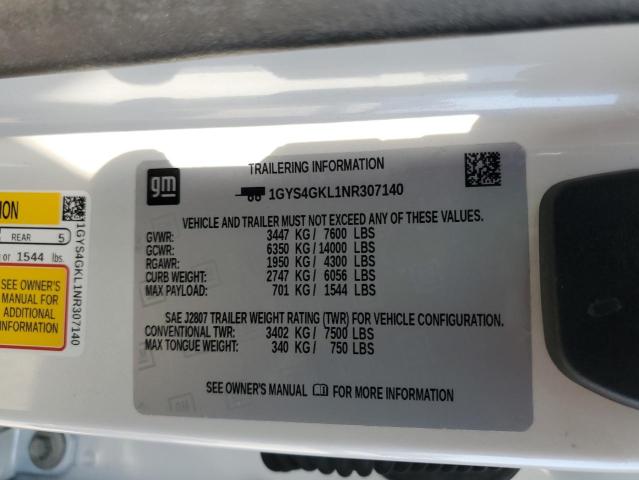 ION
REAR 5
or 1544 lbs.
SEE OWNER'S
MANUAL FOR
ADDITIONAL
INFORMATION
1GYS4GKL1NR307140
gm
TRAILERING INFORMATION
1GYS4GKL1NR307140
VEHICLE AND TRAILER MUST NOT EXCEED ANY OF THESE VALUES.
GVWR: 3447 KG / 7600 LBS
GCWR: 6350 KG / 14000 LBS
RGAWR: 1950 KG / 4300 LBS
CURB WEIGHT: 2747 KG / 6056 LBS
MAX PAYLOAD: 701 KG / 1544 LBS
SAE J2807 TRAILER WEIGHT RATING (TWR) FOR VEHICLE CONFIGURATION.
CONVENTIONAL TWR: 3402 KG / 7500 LBS
MAX TONGUE WEIGHT: 340 KG / 750 LBS
SEE OWNER'S MANUAL FOR MORE INFORMATION